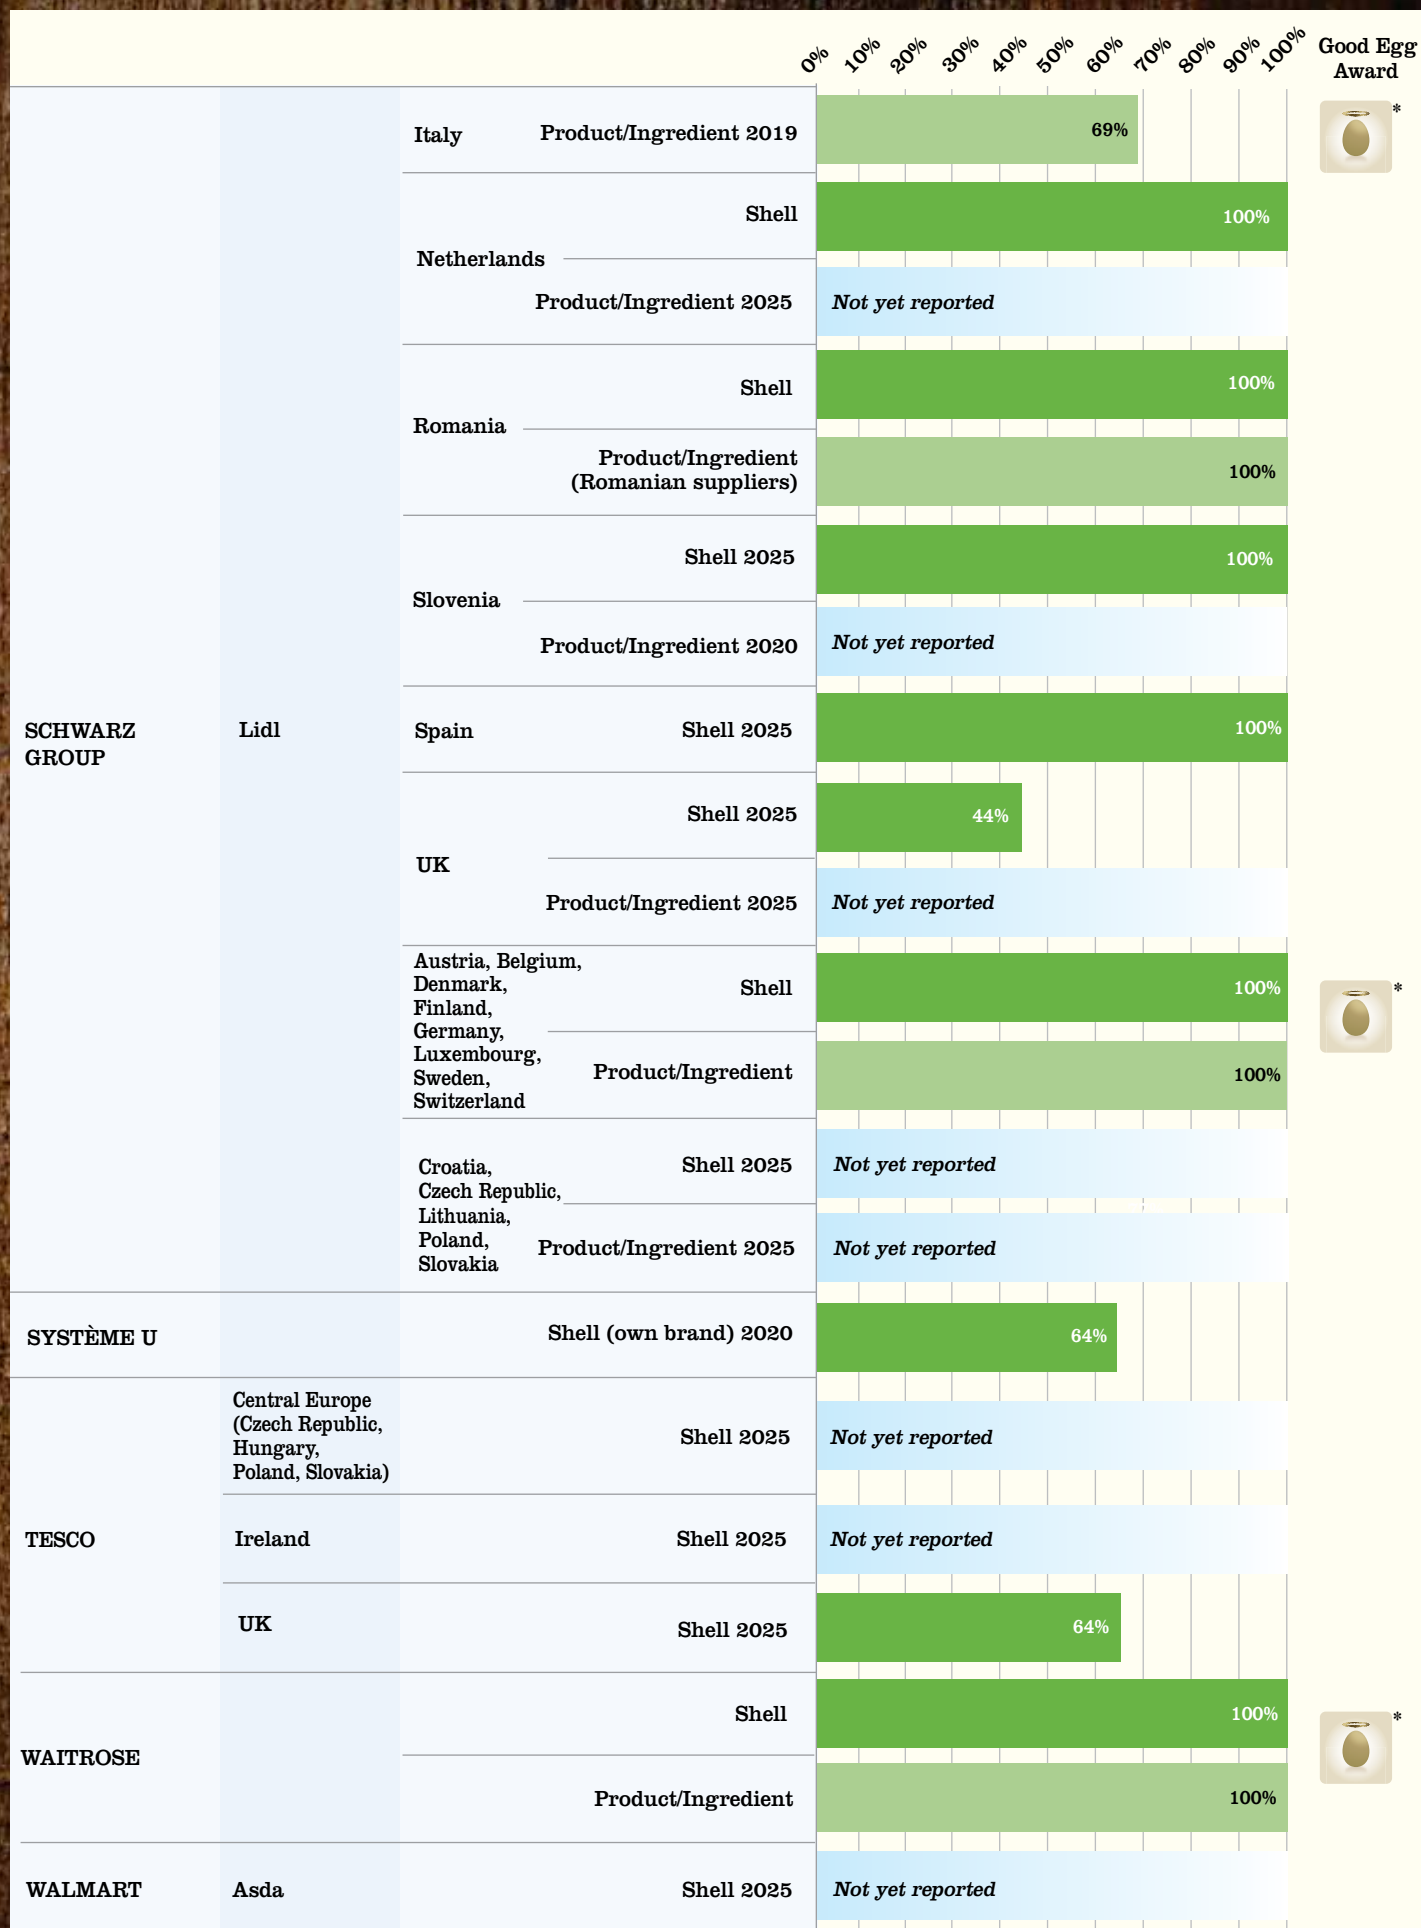 0% 10% 20% 30% 40% 50% 60% 70% 80% 90% 100%
Good Egg
Award
Italy Product/Ingredient 2019 69% *
Shell 100%
Netherlands
Product/Ingredient 2025 Not yet reported
Shell 100%
Romania
Product/Ingredient
(Romanian suppliers) 100%
Shell 2025 100%
Slovenia
Product/Ingredient 2020 Not yet reported
SCHWARZ
GROUP
Lidl
Spain Shell 2025 100%
Shell 2025 44%
UK
Product/Ingredient 2025 Not yet reported
Austria, Belgium,
Denmark,
Finland,
Germany,
Luxembourg,
Sweden,
Switzerland
Shell 100% *
Product/Ingredient 100%
Croatia,
Czech Republic,
Lithuania,
Poland,
Slovakia
Shell 2025 Not yet reported
Product/Ingredient 2025 Not yet reported
SYSTÈME U Shell (own brand) 2020 64%
TESCO
Central Europe
(Czech Republic,
Hungary,
Poland, Slovakia)
Shell 2025 Not yet reported
Ireland Shell 2025 Not yet reported
UK Shell 2025 64%
WAITROSE
Shell 100% *
Product/Ingredient 100%
WALMART Asda Shell 2025 Not yet reported